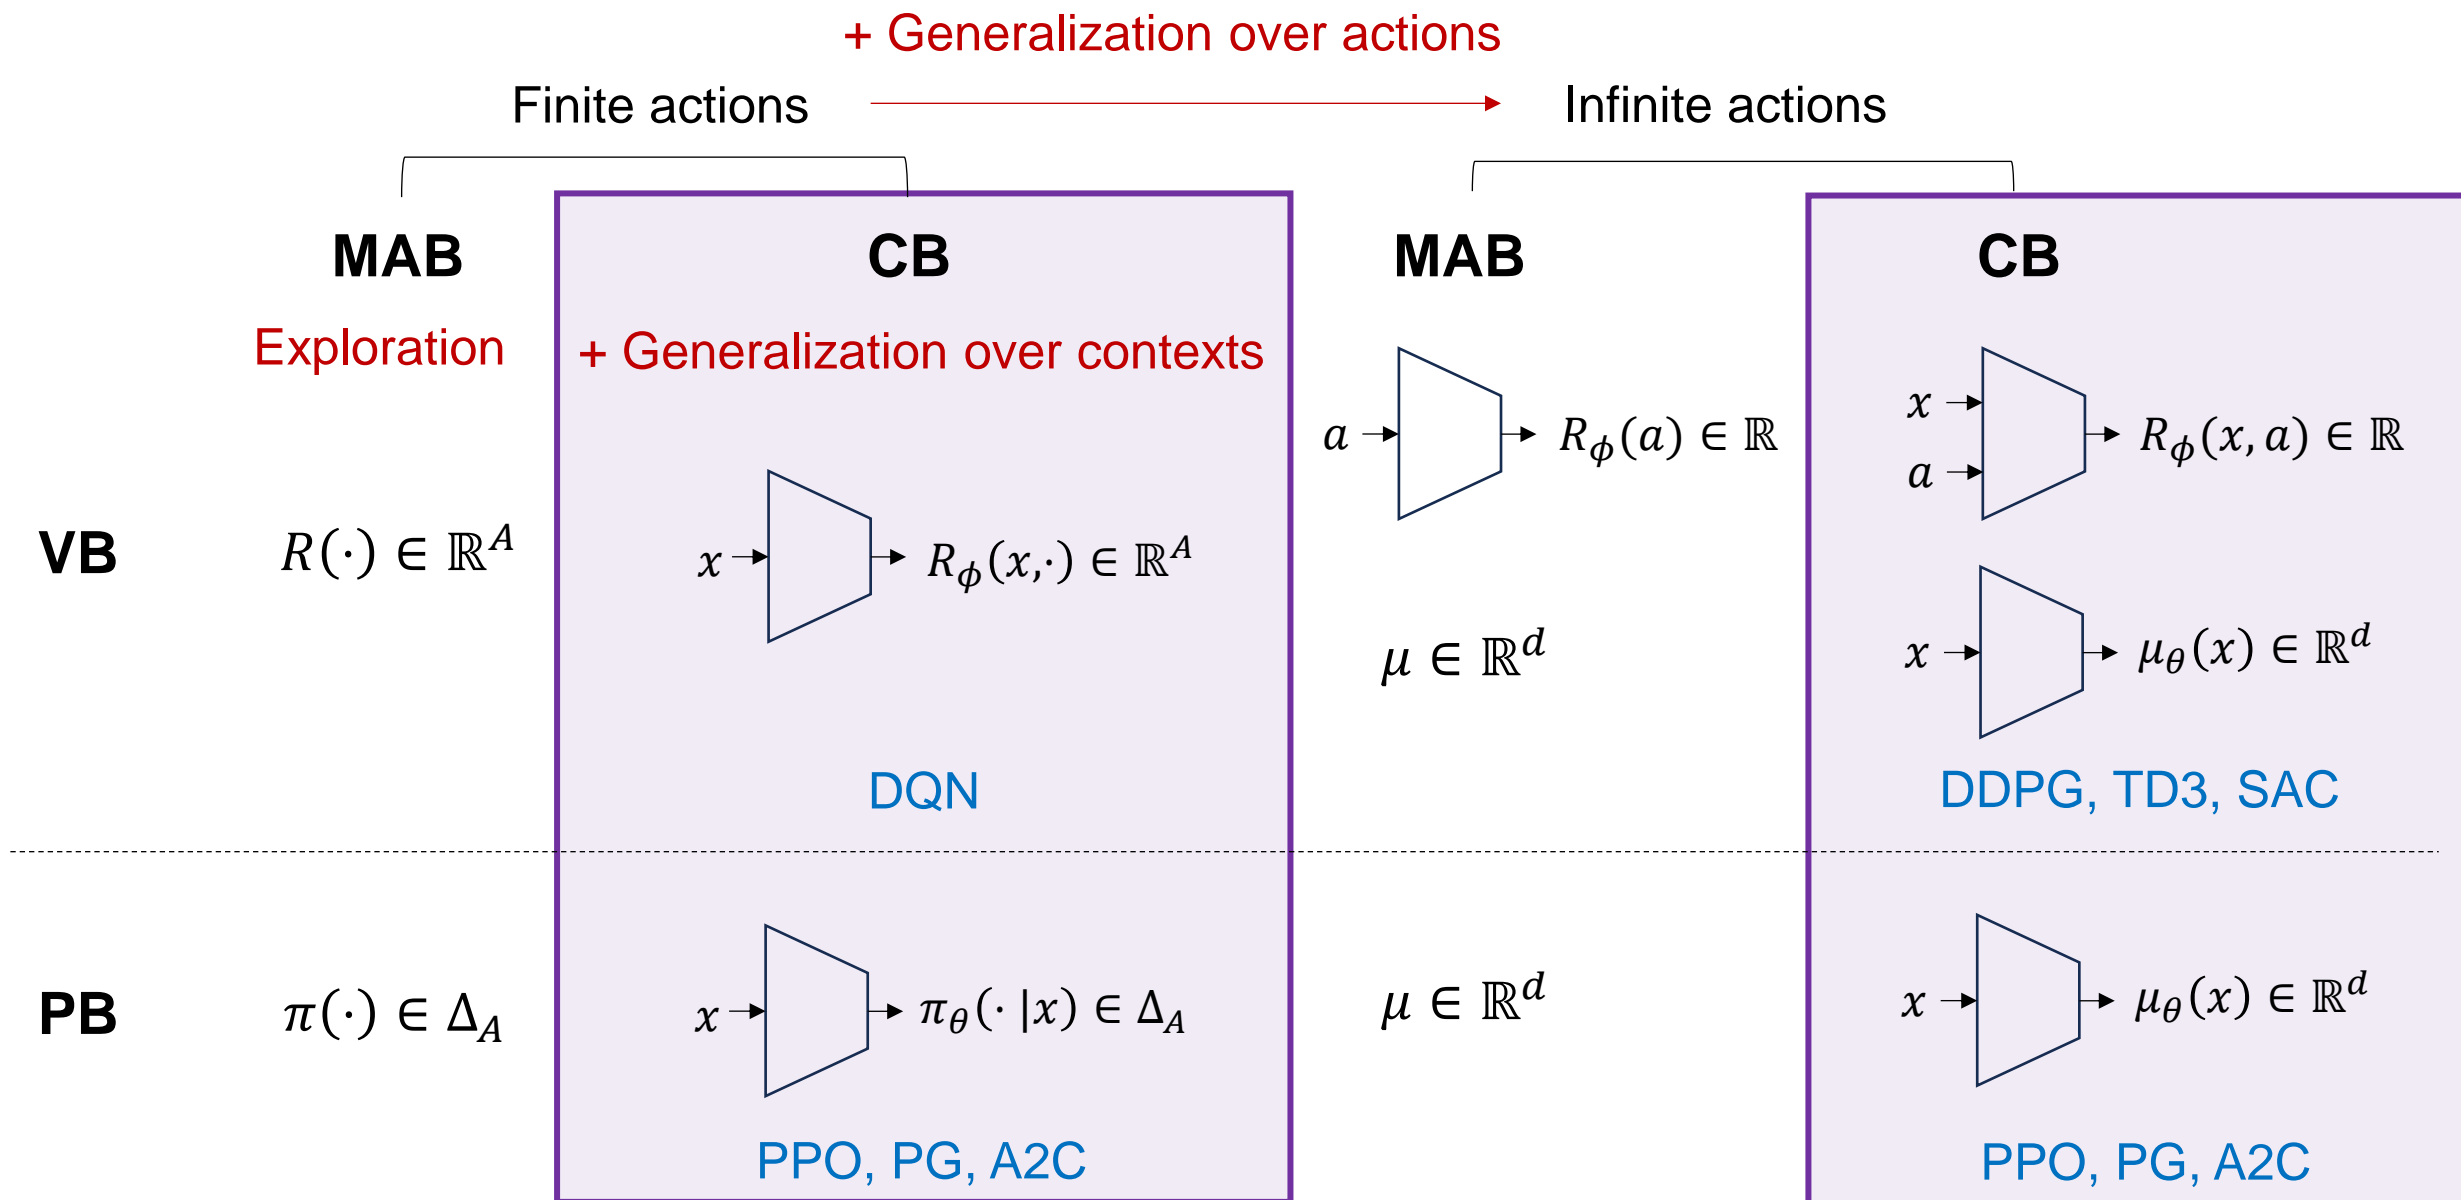 + Generalization over actions
Finite actions
Infinite actions
MAB
CB
MAB
CB
Exploration
+ Generalization over contexts
a
R_ϕ(a) ∈ ℝ
x
a
R_ϕ(x, a) ∈ ℝ
VB
R(·) ∈ ℝ^A
x
R_ϕ(x,·) ∈ ℝ^A
μ ∈ ℝ^d
x
μ_θ(x) ∈ ℝ^d
DQN
DDPG, TD3, SAC
PB
π(·) ∈ Δ_A
x
π_θ(· |x) ∈ Δ_A
μ ∈ ℝ^d
x
μ_θ(x) ∈ ℝ^d
PPO, PG, A2C
PPO, PG, A2C